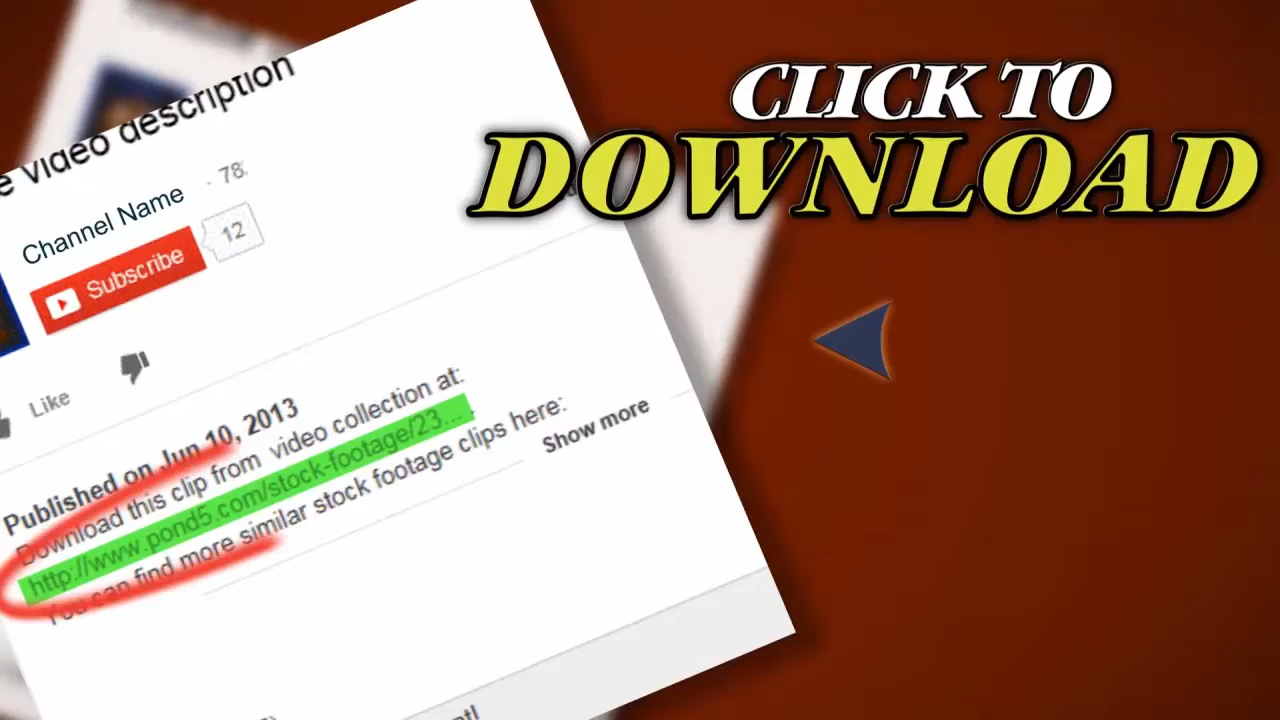 CLICK TO
DOWNLOAD
video description
Channel Name
78
Subscribe
12
Like
Published on Jun 10, 2013
Download this clip from video collection at:
http://www.pond5.com/stock-footage/23...
You can find more similar stock footage clips here:
Show more